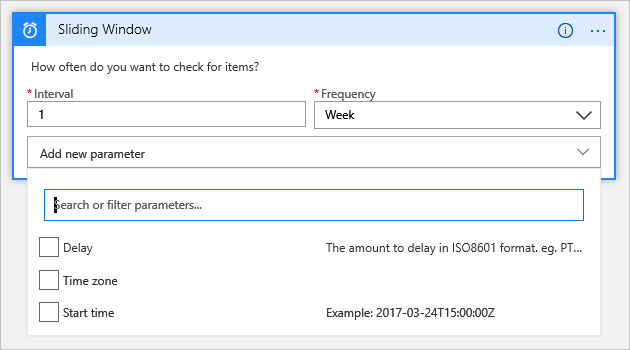 Sliding Window
How often do you want to check for items?
*Interval *Frequency
1 Week
Add new parameter
Search or filter parameters...
Delay The amount to delay in ISO8601 format. eg. PT...
Time zone
Start time Example: 2017-03-24T15:00:00Z